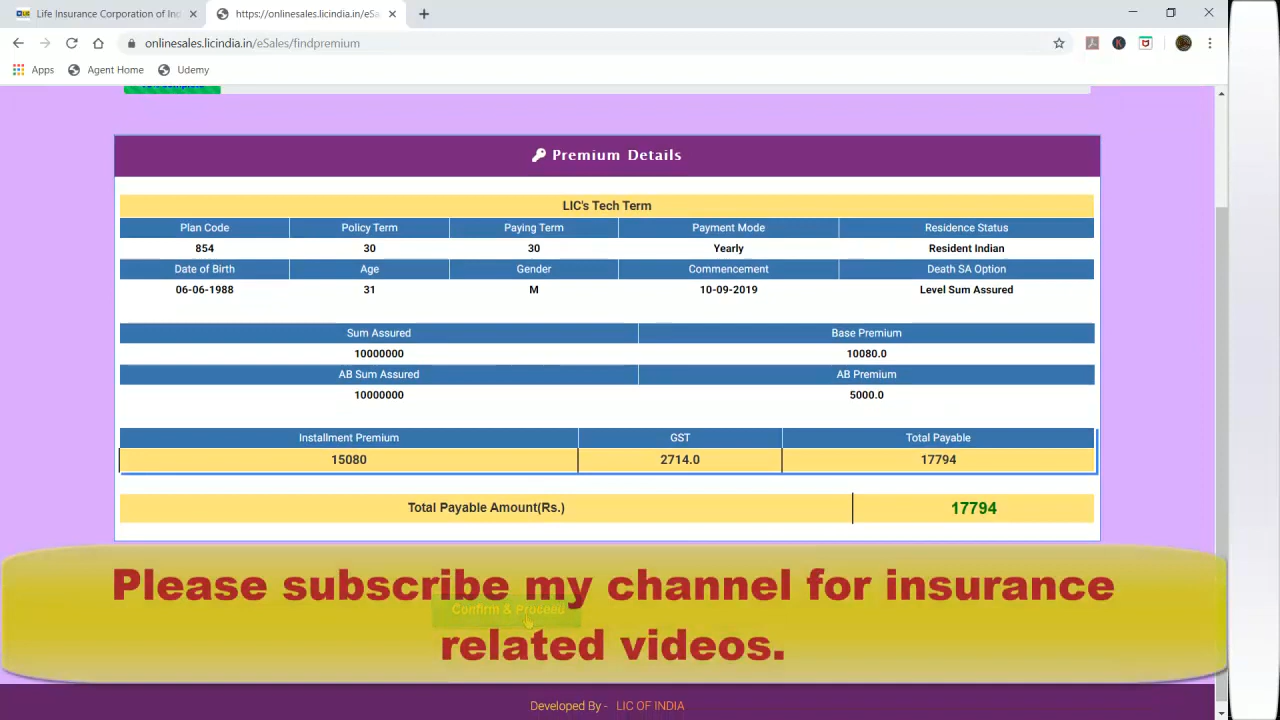 Life Insurance Corporation of Ind
https://onlinesales.licindia.in/eSa
onlinesales.licindia.in/eSales/findpremium
Apps
Agent Home
Udemy
Premium Details
LIC's Tech Term
Plan Code Policy Term Paying Term Payment Mode Residence Status
854 30 30 Yearly Resident Indian
Date of Birth Age Gender Commencement Death SA Option
06-06-1988 31 M 10-09-2019 Level Sum Assured
Sum Assured Base Premium
10000000 10080.0
AB Sum Assured AB Premium
10000000 5000.0
Installment Premium GST Total Payable
15080 2714.0 17794
Total Payable Amount(Rs.) 17794
Please subscribe my channel for insurance
Confirm & Proceed
related videos.
Developed By - LIC OF INDIA